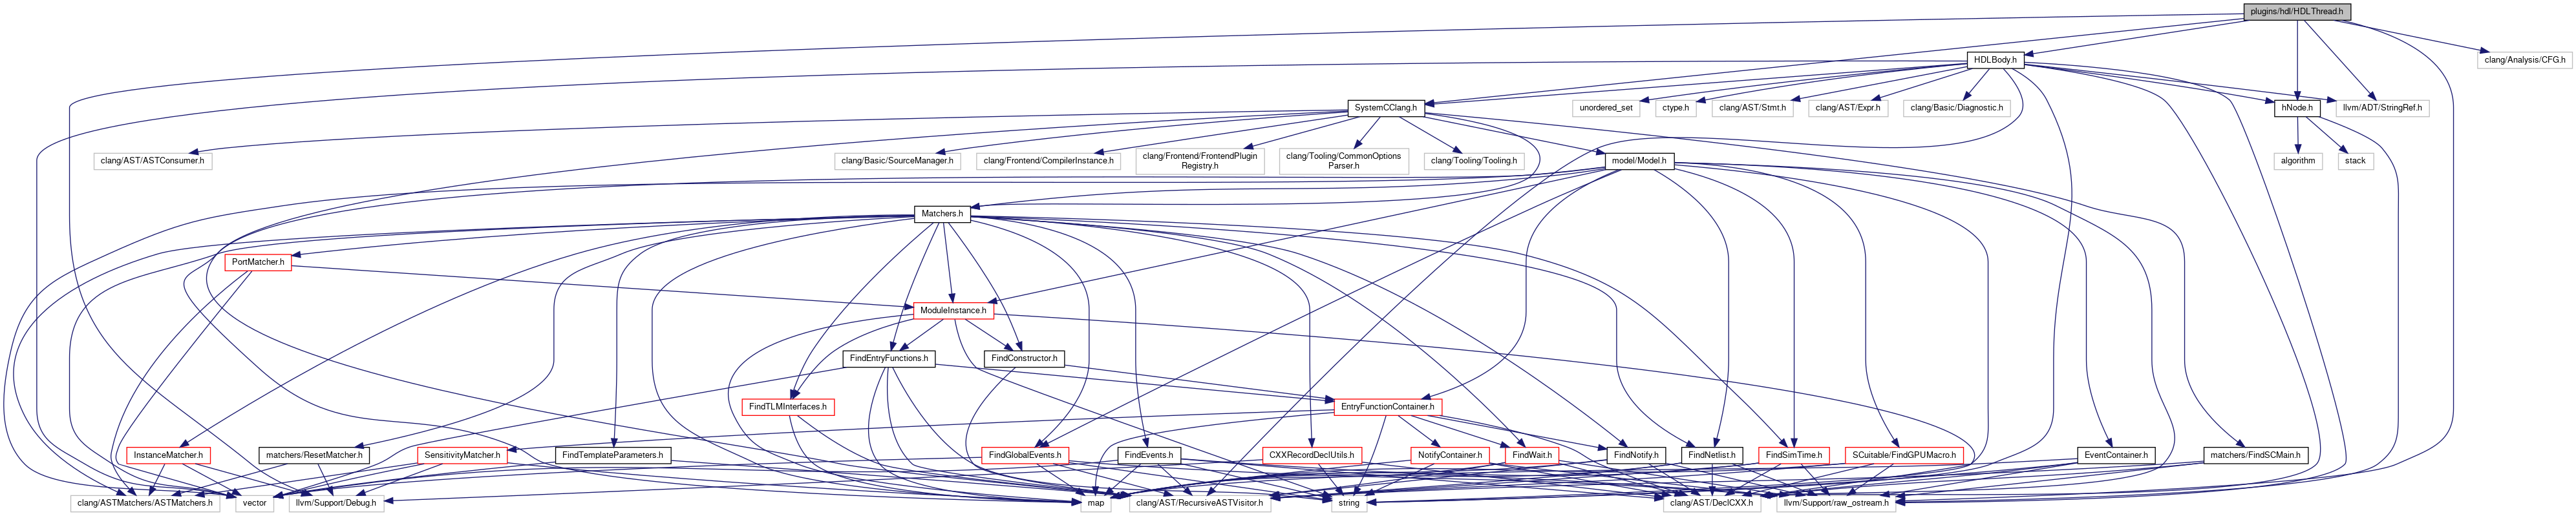 plugins/hdl/HDLThread.h
HDLBody.h
clang/Analysis/CFG.h
SystemCClang.h
unordered_set
ctype.h
clang/AST/Stmt.h
clang/AST/Expr.h
clang/Basic/Diagnostic.h
hNode.h
llvm/ADT/StringRef.h
clang/AST/ASTConsumer.h
clang/Basic/SourceManager.h
clang/Frontend/CompilerInstance.h
clang/Frontend/FrontendPlugin
Registry.h
clang/Tooling/CommonOptions
Parser.h
clang/Tooling/Tooling.h
model/Model.h
algorithm
stack
Matchers.h
PortMatcher.h
ModuleInstance.h
FindEntryFunctions.h
FindConstructor.h
FindTLMInterfaces.h
EntryFunctionContainer.h
InstanceMatcher.h
matchers/ResetMatcher.h
SensitivityMatcher.h
FindTemplateParameters.h
FindGlobalEvents.h
FindEvents.h
CXXRecordDeclUtils.h
NotifyContainer.h
FindWait.h
FindNotify.h
FindNetlist.h
FindSimTime.h
SCuitable/FindGPUMacro.h
EventContainer.h
matchers/FindSCMain.h
clang/ASTMatchers/ASTMatchers.h
vector
llvm/Support/Debug.h
map
clang/AST/RecursiveASTVisitor.h
string
clang/AST/DeclCXX.h
llvm/Support/raw_ostream.h